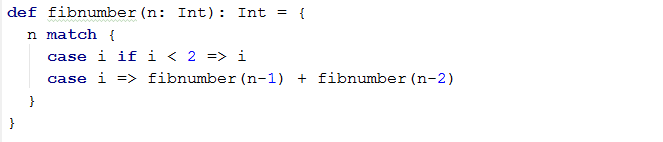 def fibnumber(n: Int): Int = {
  n match {
    case i if i < 2 => i
    case i => fibnumber(n-1) + fibnumber(n-2)
  }
}